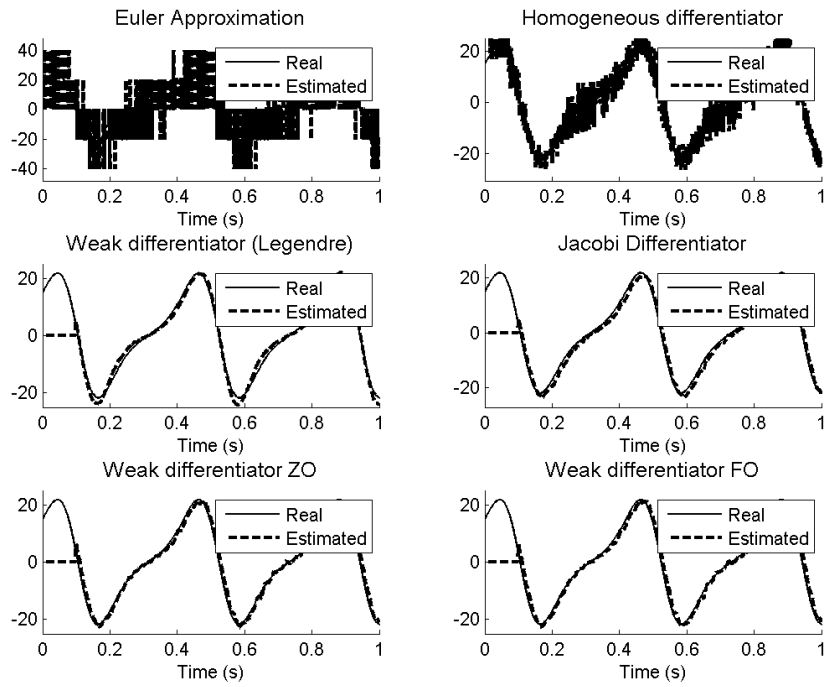 Euler Approximation
40
20
0
-20
-40
Real
Estimated
0 0.2 0.4 0.6 0.8 1
Time (s)
Homogeneous differentiator
20
0
-20
Real
Estimated
0 0.2 0.4 0.6 0.8 1
Time (s)
Weak differentiator (Legendre)
20
0
-20
Real
Estimated
0 0.2 0.4 0.6 0.8 1
Time (s)
Jacobi Differentiator
20
0
-20
Real
Estimated
0 0.2 0.4 0.6 0.8 1
Time (s)
Weak differentiator ZO
20
0
-20
Real
Estimated
0 0.2 0.4 0.6 0.8 1
Time (s)
Weak differentiator FO
20
0
-20
Real
Estimated
0 0.2 0.4 0.6 0.8 1
Time (s)